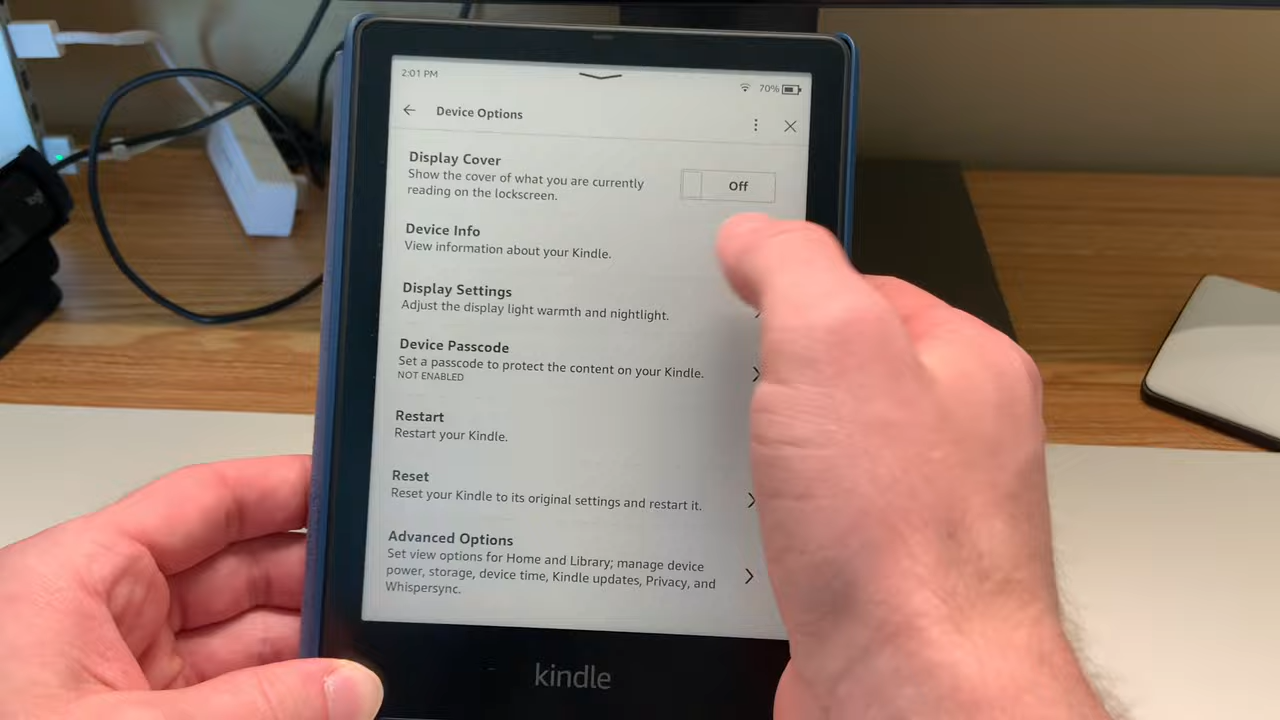 2:01 PM
70%
Device Options
Display Cover
Show the cover of what you are currently
reading on the lockscreen.
Off
Device Info
View information about your Kindle.
Display Settings
Adjust the display light warmth and nightlight.
Device Passcode
Set a passcode to protect the content on your Kindle.
NOT ENABLED
Restart
Restart your Kindle.
Reset
Reset your Kindle to its original settings and restart it.
Advanced Options
Set view options for Home and Library; manage device
power, storage, device time, Kindle updates, Privacy, and
Whispersync.
kindle